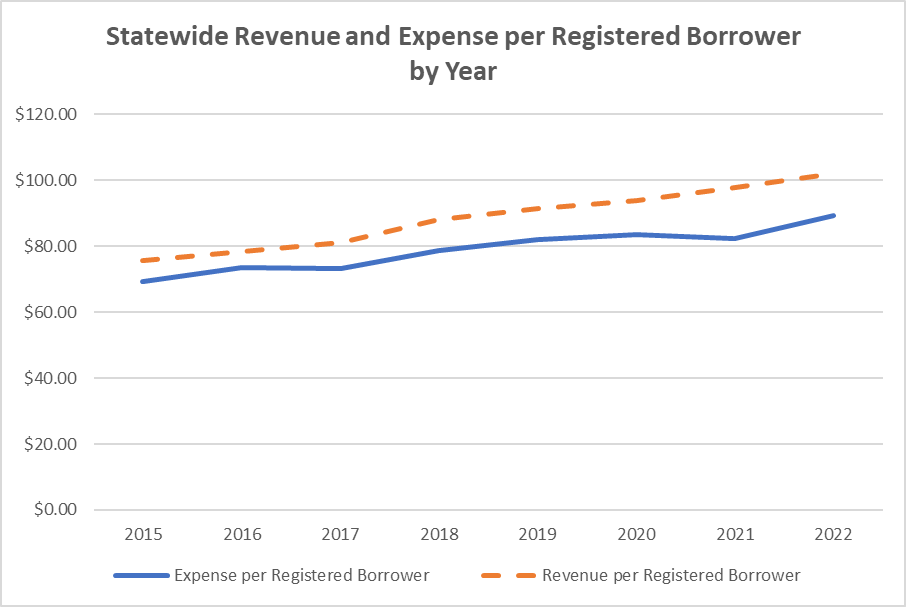 Statewide Revenue and Expense per Registered Borrower
by Year
$120.00
$100.00
$80.00
$60.00
$40.00
$20.00
$0.00
2015 2016 2017 2018 2019 2020 2021 2022
Expense per Registered Borrower Revenue per Registered Borrower